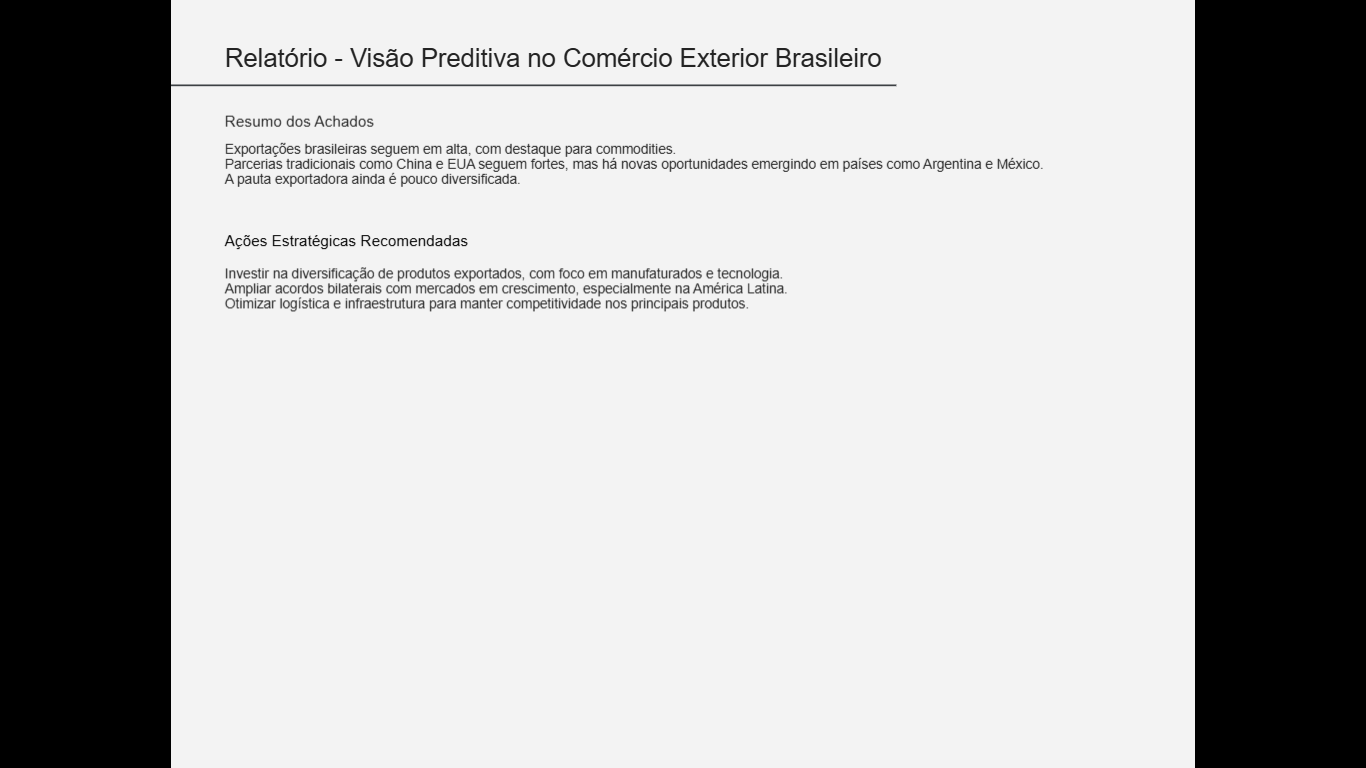 Relatório - Visão Preditiva no Comércio Exterior Brasileiro
Resumo dos Achados
Exportações brasileiras seguem em alta, com destaque para commodities.
Parcerias tradicionais como China e EUA seguem fortes, mas há novas oportunidades emergindo em países como Argentina e México.
A pauta exportadora ainda é pouco diversificada.
Ações Estratégicas Recomendadas
Investir na diversificação de produtos exportados, com foco em manufaturados e tecnologia.
Ampliar acordos bilaterais com mercados em crescimento, especialmente na América Latina.
Otimizar logística e infraestrutura para manter competitividade nos principais produtos.